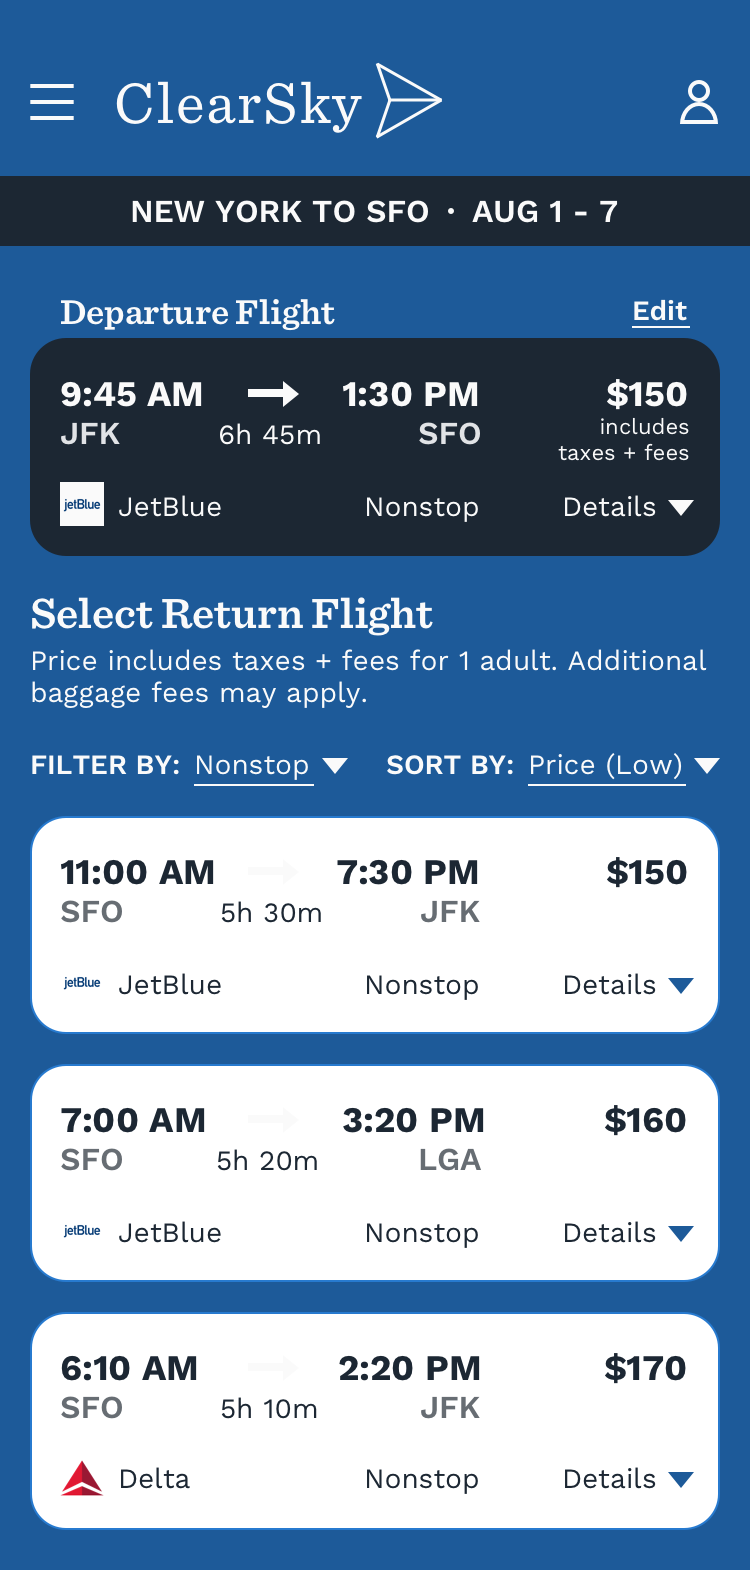 ClearSky
NEW YORK TO SFO · AUG 1 - 7
Departure Flight Edit
9:45 AM 1:30 PM $150
JFK 6h 45m SFO includes
taxes + fees
jetBlue JetBlue Nonstop Details
Select Return Flight
Price includes taxes + fees for 1 adult. Additional
baggage fees may apply.
FILTER BY: Nonstop SORT BY: Price (Low)
11:00 AM 7:30 PM $150
SFO 5h 30m JFK
jetBlue JetBlue Nonstop Details
7:00 AM 3:20 PM $160
SFO 5h 20m LGA
jetBlue JetBlue Nonstop Details
6:10 AM 2:20 PM $170
SFO 5h 10m JFK
Delta Nonstop Details